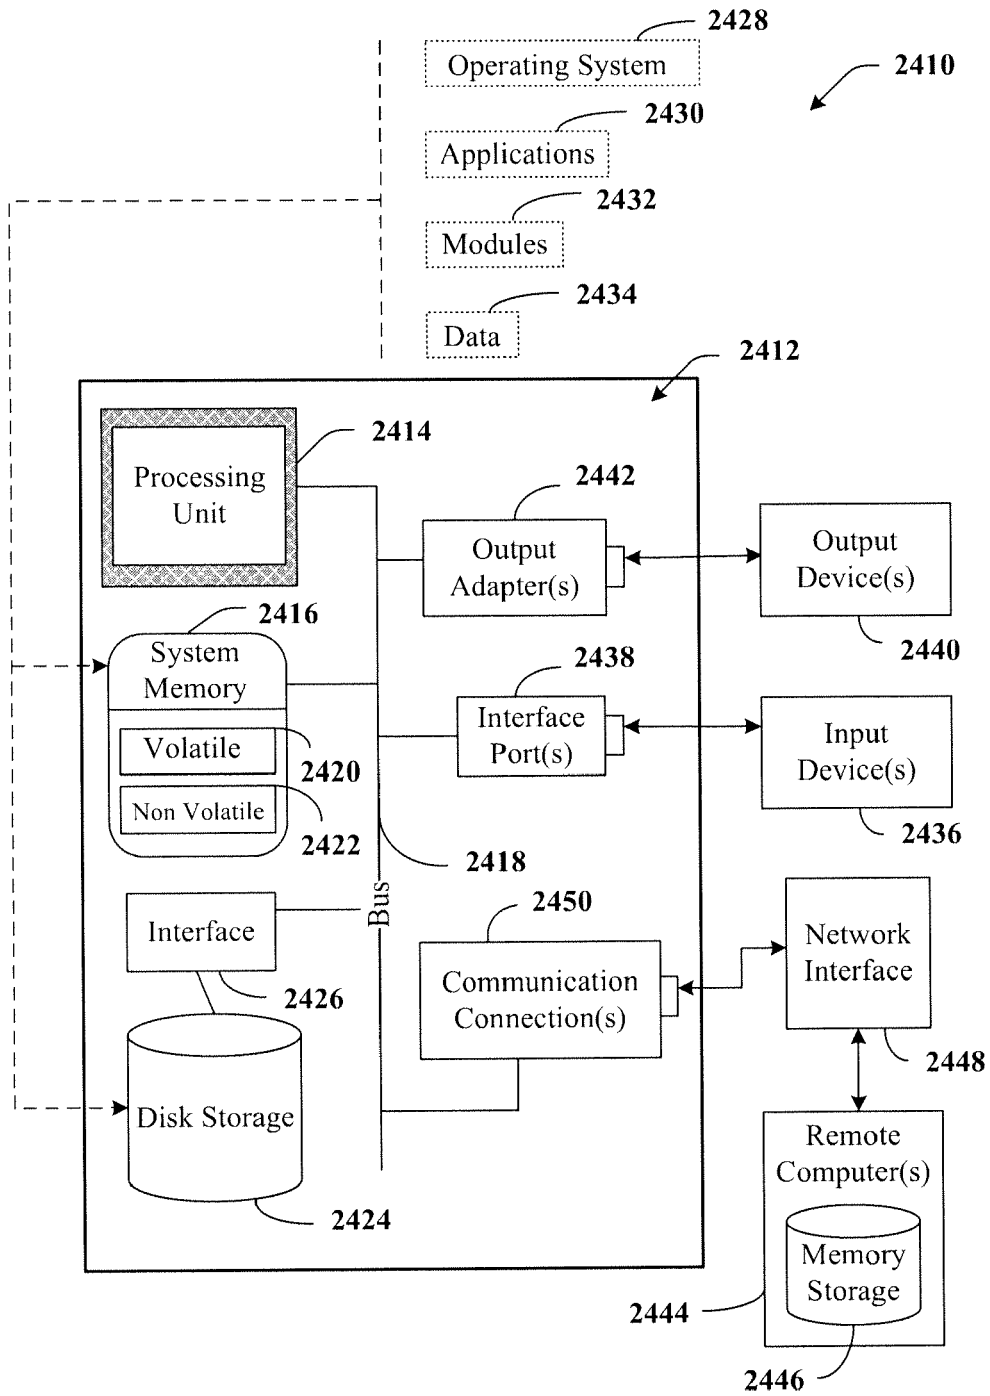 2428
Operating System
2410
2430
Applications
2432
Modules
2434
Data
2412
2414
Processing
Unit
2442
Output
Adapter(s)
Output
Device(s)
2440
2416
System
Memory
Volatile
2420
Non Volatile
2422
2438
Interface
Port(s)
Input
Device(s)
2436
2418
Bus
Interface
2426
2450
Communication
Connection(s)
Network
Interface
2448
Disk Storage
2424
Remote
Computer(s)
Memory
Storage
2444
2446